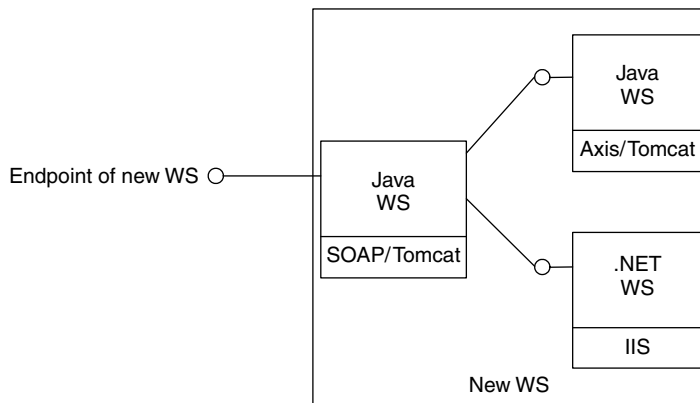 Endpoint of new WS
Java
WS
SOAP/Tomcat
Java
WS
Axis/Tomcat
.NET
WS
IIS
New WS